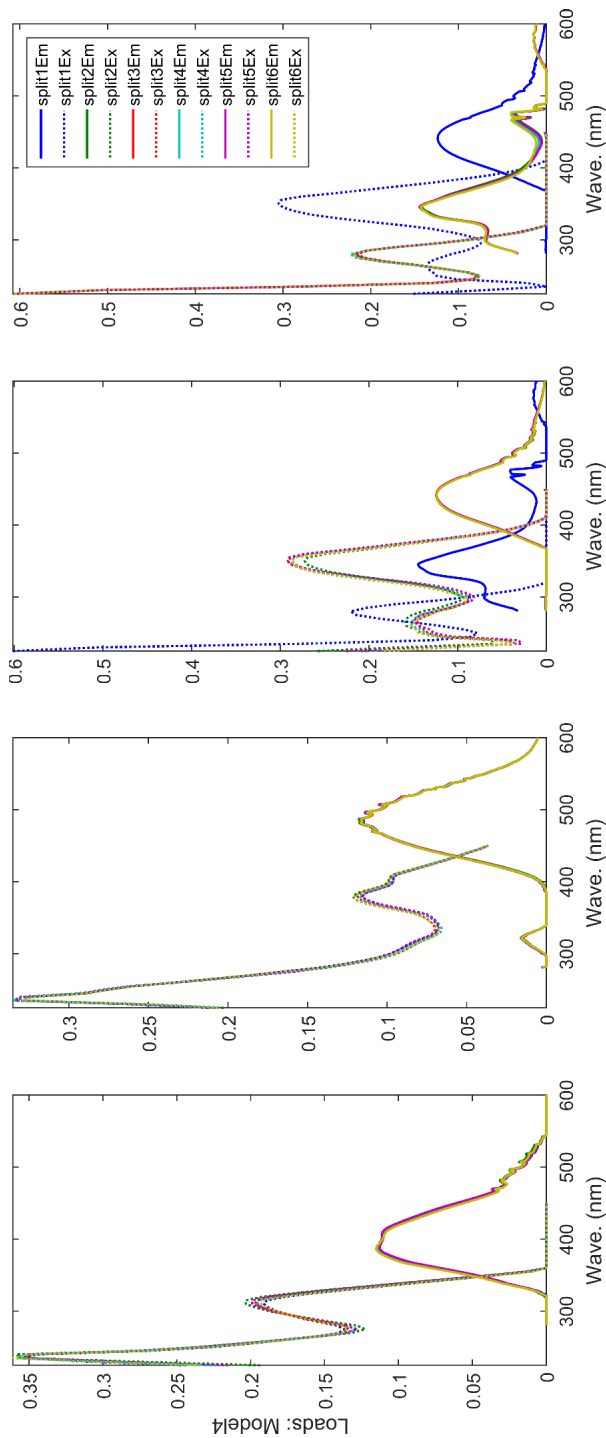 Loads: Model4
0.35
0.3
0.25
0.2
0.15
0.1
0.05
0
300 400 500 600
Wave. (nm)
0.3
0.25
0.2
0.15
0.1
0.05
0
300 400 500 600
Wave. (nm)
0.6
0.5
0.4
0.3
0.2
0.1
0
300 400 500 600
Wave. (nm)
0.6
0.5
0.4
0.3
0.2
0.1
0
300 400 500 600
Wave. (nm)
split1Em
split1Ex
split2Em
split2Ex
split3Em
split3Ex
split4Em
split4Ex
split5Em
split5Ex
split6Em
split6Ex